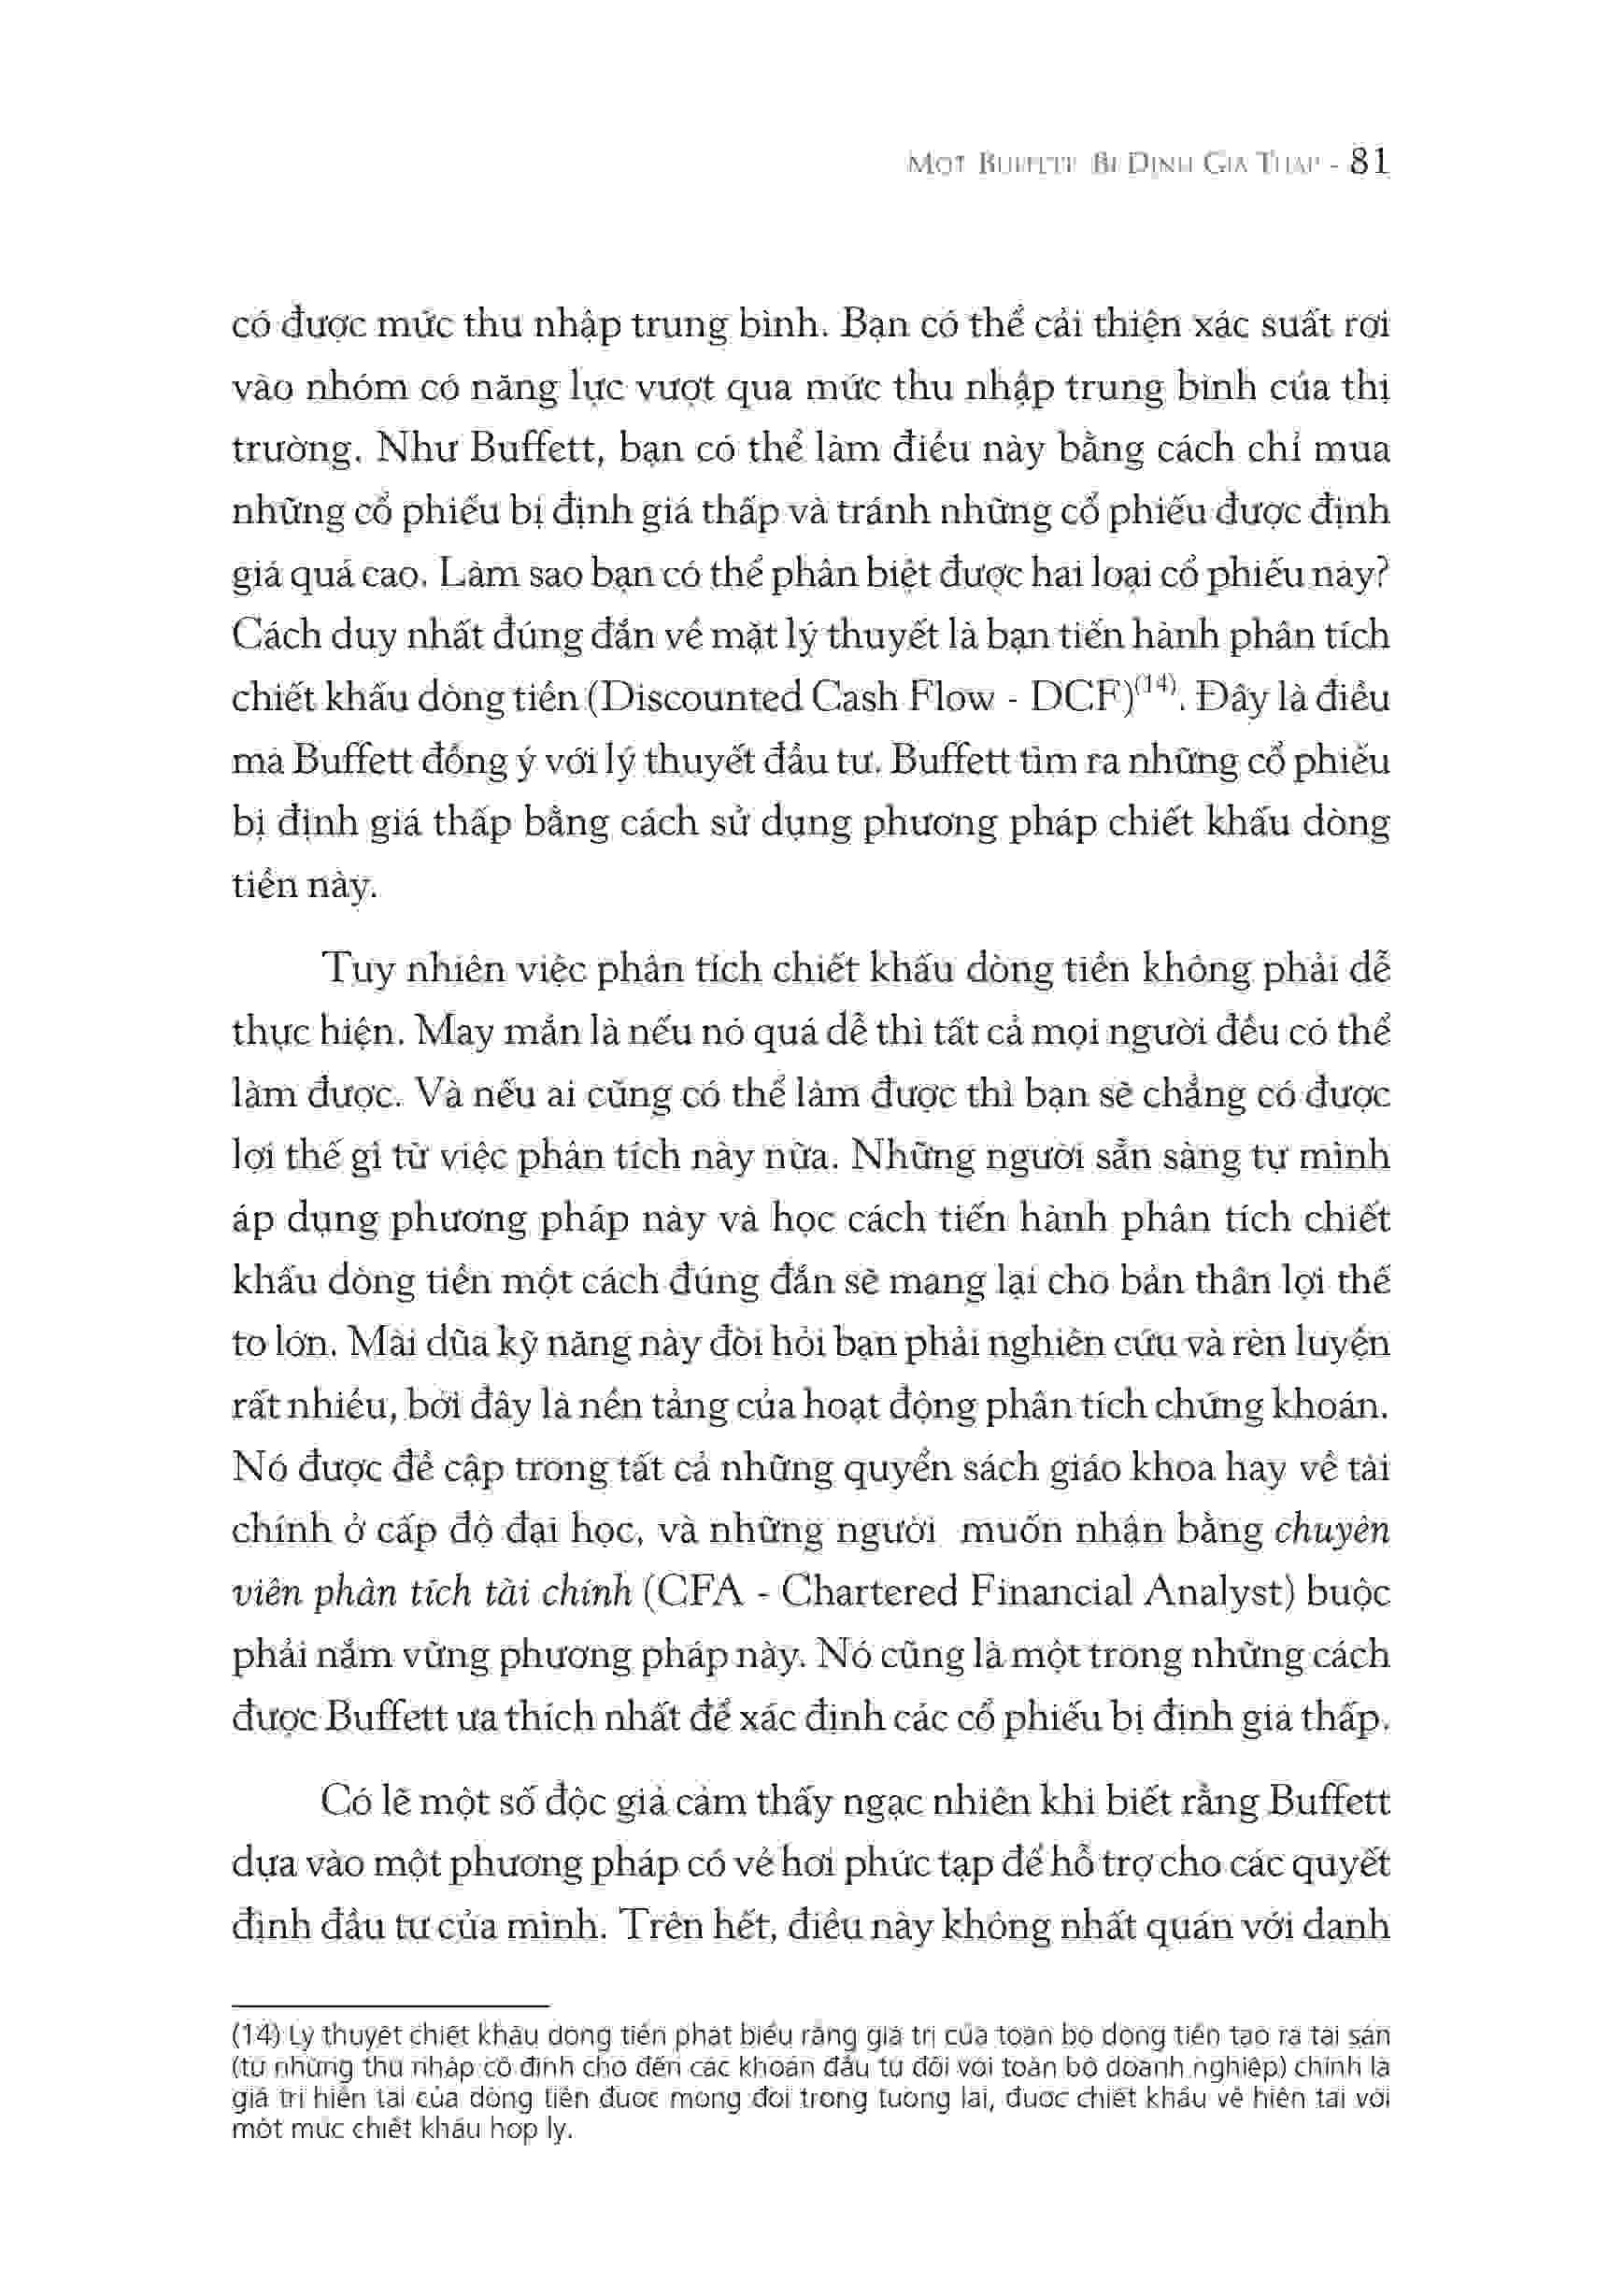 MỘT BUFFETT BỊ ĐỊNH GIÁ THẤP - 81
có được mức thu nhập trung bình. Bạn có thể cải thiện xác suất rơi
vào nhóm có năng lực vượt qua mức thu nhập trung bình của thị
trường. Như Buffett, bạn có thể làm điều này bằng cách chỉ mua
những cổ phiếu bị định giá thấp và tránh những cổ phiếu được định
giá quá cao. Làm sao bạn có thể phân biệt được hai loại cổ phiếu này?
Cách duy nhất đúng đắn về mặt lý thuyết là bạn tiến hành phân tích
chiết khấu dòng tiền (Discounted Cash Flow - DCF)(14). Đây là điều
mà Buffett đồng ý với lý thuyết đầu tư. Buffett tìm ra những cổ phiếu
bị định giá thấp bằng cách sử dụng phương pháp chiết khấu dòng
tiền này.
Tuy nhiên việc phân tích chiết khấu dòng tiền không phải dễ
thực hiện. May mắn là nếu nó quá dễ thì tất cả mọi người đều có thể
làm được. Và nếu ai cũng có thể làm được thì bạn sẽ chẳng có được
lợi thế gì từ việc phân tích này nữa. Những người sẵn sàng tự mình
áp dụng phương pháp này và học cách tiến hành phân tích chiết
khấu dòng tiền một cách đúng đắn sẽ mang lại cho bản thân lợi thế
to lớn. Mài dũa kỹ năng này đòi hỏi bạn phải nghiên cứu và rèn luyện
rất nhiều, bởi đây là nền tảng của hoạt động phân tích chứng khoán.
Nó được đề cập trong tất cả những quyển sách giáo khoa hay về tài
chính ở cấp độ đại học, và những người muốn nhận bằng chuyên
viên phân tích tài chính (CFA - Chartered Financial Analyst) buộc
phải nắm vững phương pháp này. Nó cũng là một trong những cách
được Buffett ưa thích nhất để xác định các cổ phiếu bị định giá thấp.
Có lẽ một số độc giả cảm thấy ngạc nhiên khi biết rằng Buffett
dựa vào một phương pháp có vẻ hơi phức tạp để hỗ trợ cho các quyết
định đầu tư của mình. Trên hết, điều này không nhất quán với danh
(14) Lý thuyết chiết khấu dòng tiền phát biểu rằng giá trị của toàn bộ dòng tiền tạo ra tài sản
(từ những thu nhập cố định cho đến các khoản đầu tư đối với toàn bộ doanh nghiệp) chính là
giá trị hiện tại của dòng tiền được mong đợi trong tương lai, được chiết khấu về hiện tại với
một mức chiết khấu hợp lý.